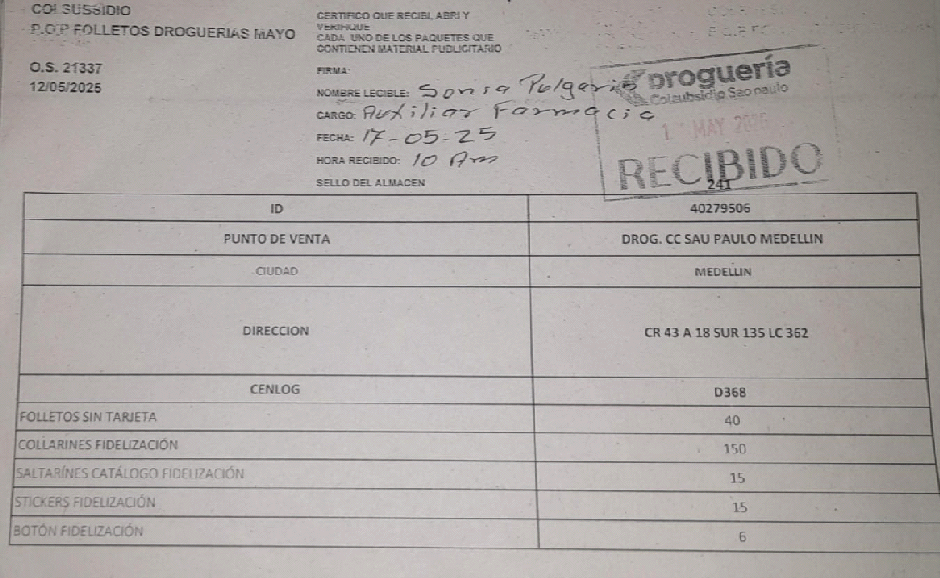 COLSUSSIDIO
P.O.P FOLLETOS DROGUERIAS MAYO
O.S. 21337
12/05/2025
CERTIFICO QUE RECIBI, ABRI Y
VERIFIQUE
CADA UNO DE LOS PAQUETES QUE
CONTIENEN MATERIAL PUBLICITARIO
FIRMA:
NOMBRE LEGIBLE: Sonia Pulgarin
CARGO: Auxiliar Farmacia
FECHA: 17-05-25
HORA RECIBIDO: 10 Am
SELLO DEL ALMACEN
Droguería
Colsubsidio Sao paulo
MAY
RECIBIDO
241
ID 40279506
PUNTO DE VENTA DROG. CC SAU PAULO MEDELLIN
CIUDAD MEDELLIN
DIRECCION CR 43 A 18 SUR 135 LC 362
CENLOG D368
FOLLETOS SIN TARJETA 40
COLLARINES FIDELIZACIÓN 150
SALTARÍNES CATÁLOGO FIDELIZACIÓN 15
STICKERS FIDELIZACIÓN 15
BOTÓN FIDELIZACIÓN 6